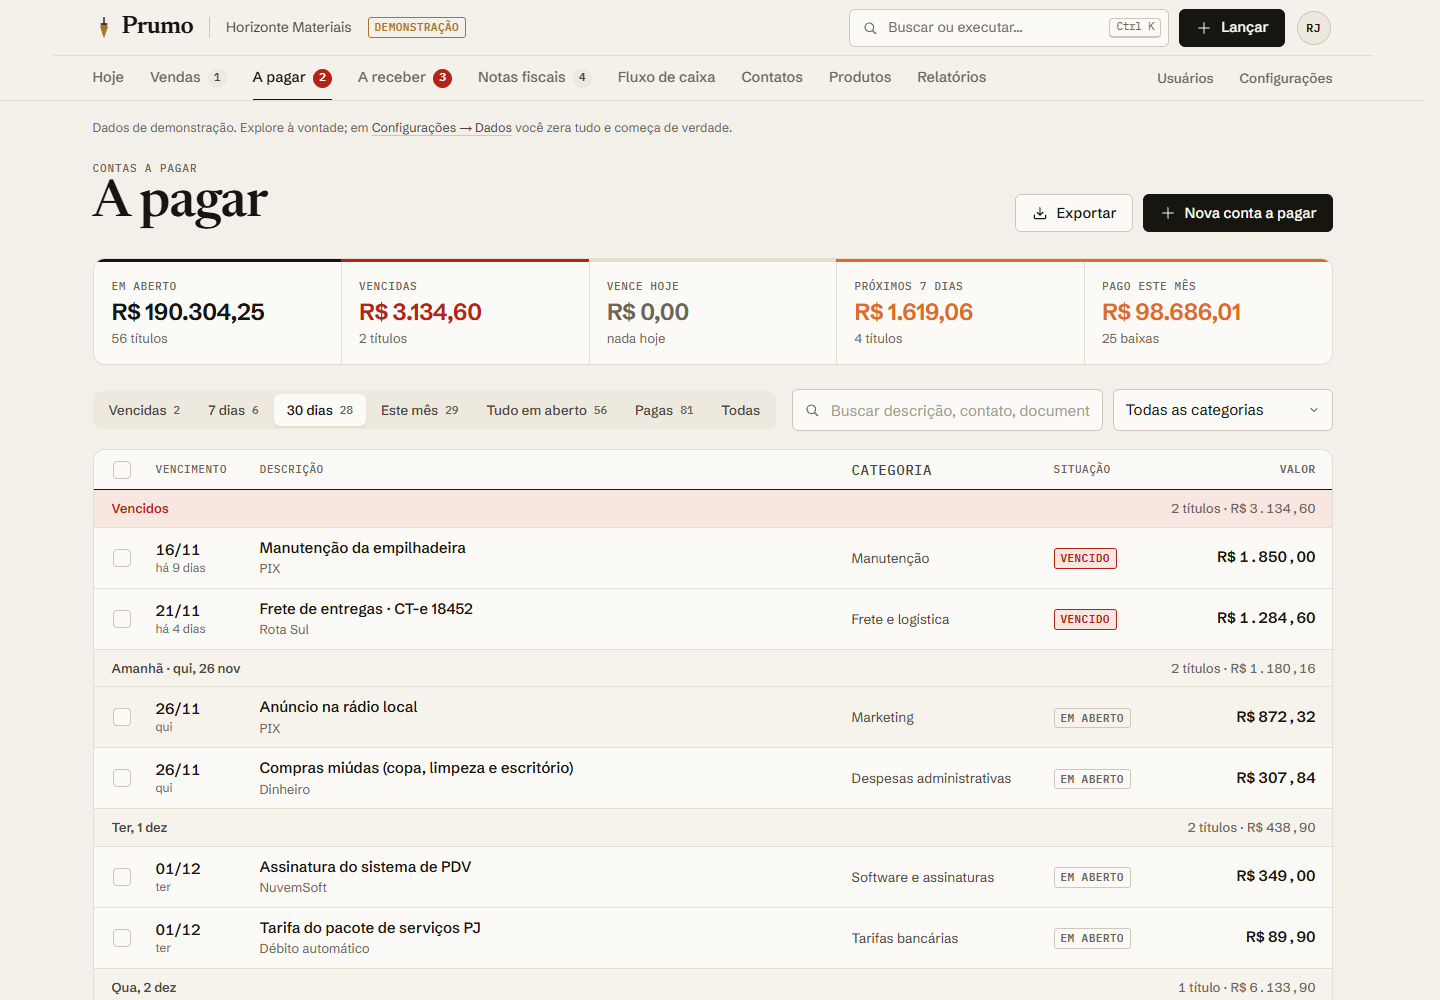 Prumo
Horizonte Materiais
DEMONSTRAÇÃO
Buscar ou executar...
Ctrl K
Lançar
RJ
Hoje
Vendas 1
A pagar 2
A receber 3
Notas fiscais 4
Fluxo de caixa
Contatos
Produtos
Relatórios
Usuários
Configurações
Dados de demonstração. Explore à vontade; em Configurações → Dados você zera tudo e começa de verdade.
CONTAS A PAGAR
A pagar
Exportar
Nova conta a pagar
EM ABERTO
R$ 190.304,25
56 títulos
VENCIDAS
R$ 3.134,60
2 títulos
VENCE HOJE
R$ 0,00
nada hoje
PRÓXIMOS 7 DIAS
R$ 1.619,06
4 títulos
PAGO ESTE MÊS
R$ 98.686,01
25 baixas
Vencidas 2
7 dias 6
30 dias 28
Este mês 29
Tudo em aberto 56
Pagas 81
Todas
Buscar descrição, contato, document
Todas as categorias
VENCIMENTO DESCRIÇÃO CATEGORIA SITUAÇÃO VALOR
Vencidos 2 títulos · R$ 3.134,60
16/11 Manutenção da empilhadeira Manutenção VENCIDO R$ 1.850,00
há 9 dias PIX
21/11 Frete de entregas · CT-e 18452 Frete e logística VENCIDO R$ 1.284,60
há 4 dias Rota Sul
Amanhã · qui, 26 nov 2 títulos · R$ 1.180,16
26/11 Anúncio na rádio local Marketing EM ABERTO R$ 872,32
qui PIX
26/11 Compras miúdas (copa, limpeza e escritório) Despesas administrativas EM ABERTO R$ 307,84
qui Dinheiro
Ter, 1 dez 2 títulos · R$ 438,90
01/12 Assinatura do sistema de PDV Software e assinaturas EM ABERTO R$ 349,00
ter NuvemSoft
01/12 Tarifa do pacote de serviços PJ Tarifas bancárias EM ABERTO R$ 89,90
ter Débito automático
Qua, 2 dez 1 título · R$ 6.133,90